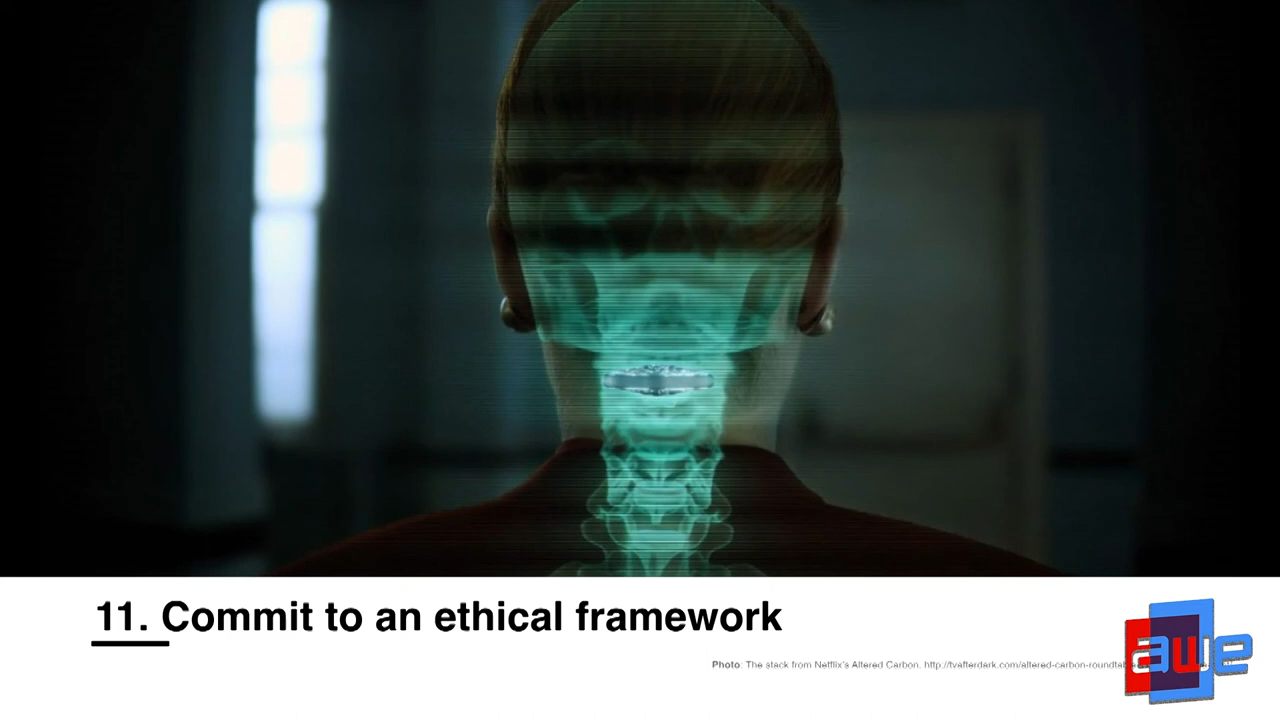 11. Commit to an ethical framework
Photo: The stack from Netflix's Altered Carbon. http://tvafterdark.com/altered-carbon-roundtable
awe